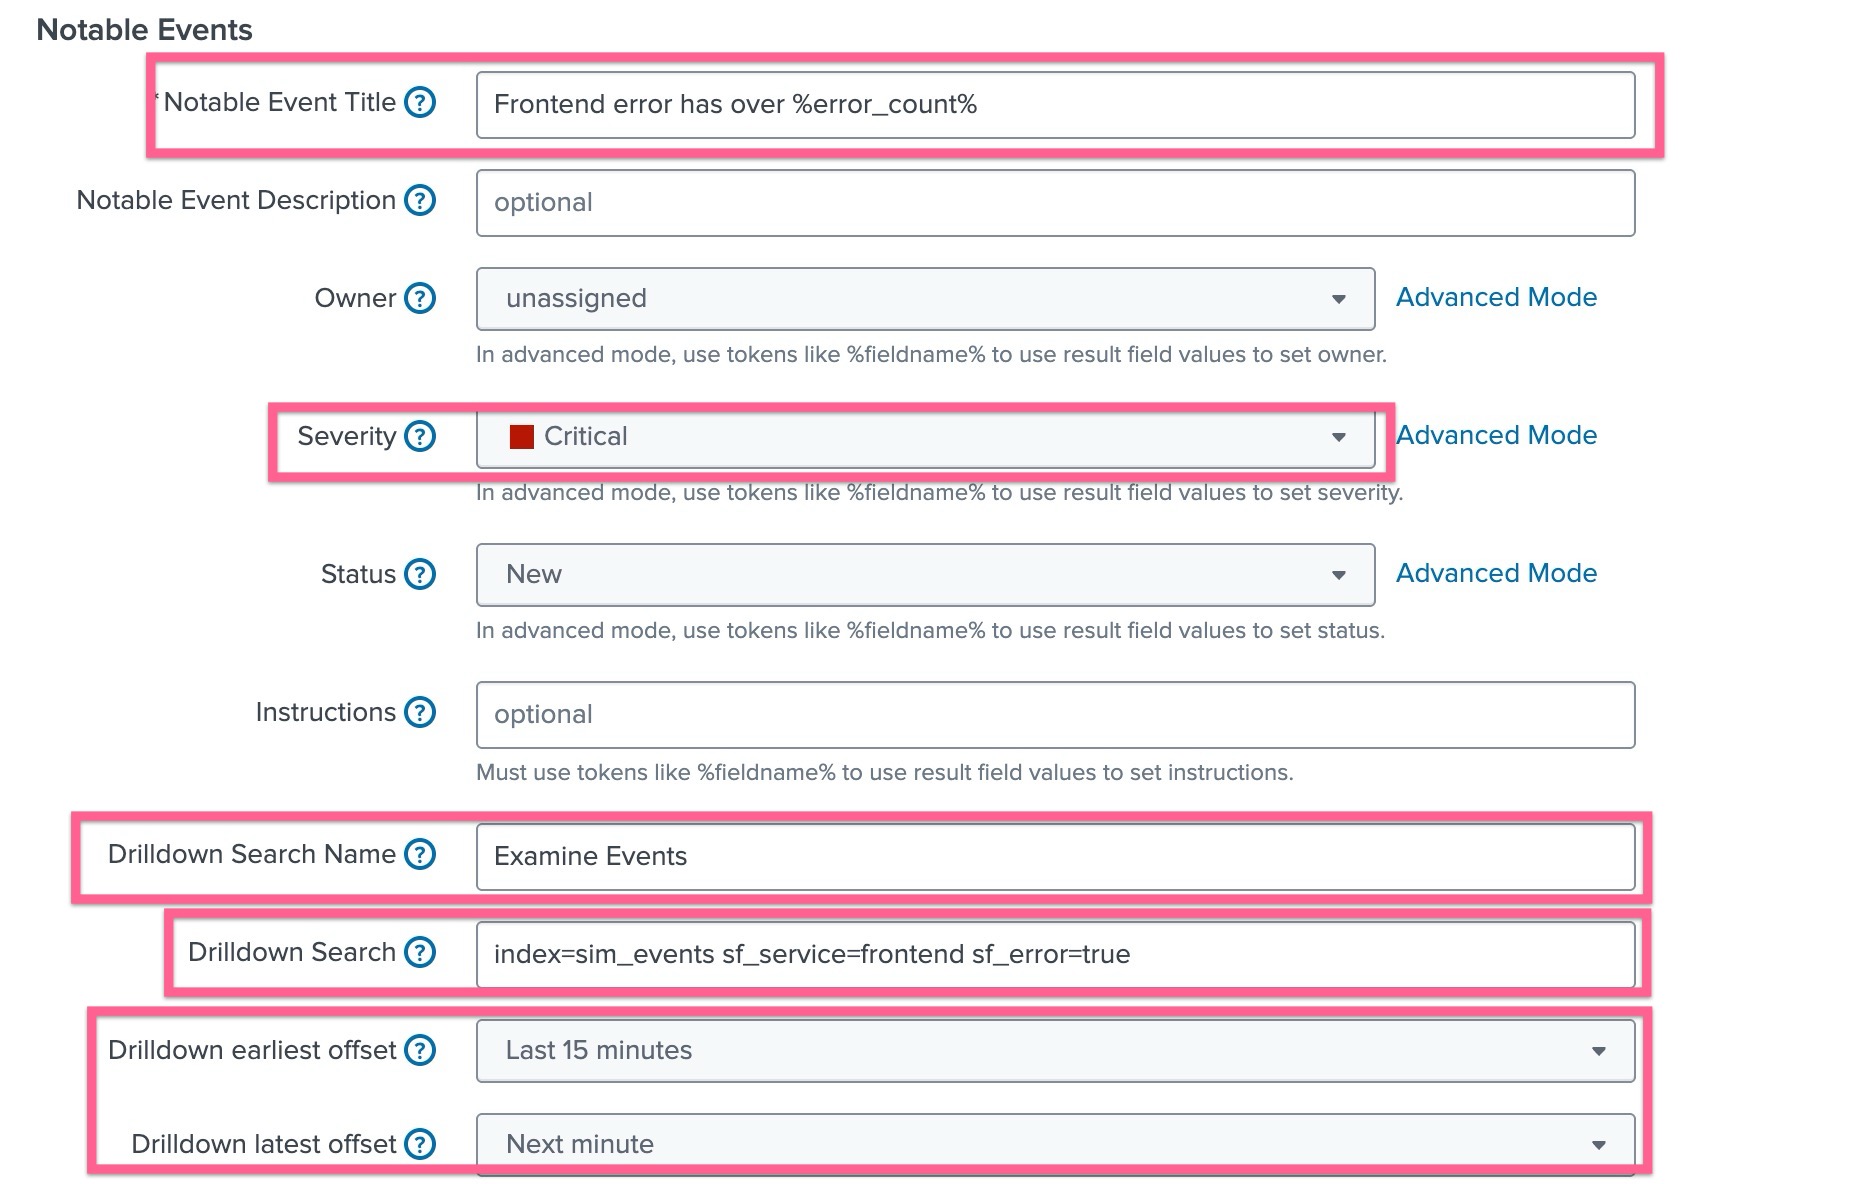 Notable Events
* Notable Event Title ? Frontend error has over %error_count%
Notable Event Description ? optional
Owner ? unassigned Advanced Mode
In advanced mode, use tokens like %fieldname% to use result field values to set owner.
Severity ? Critical Advanced Mode
In advanced mode, use tokens like %fieldname% to use result field values to set severity.
Status ? New Advanced Mode
In advanced mode, use tokens like %fieldname% to use result field values to set status.
Instructions ? optional
Must use tokens like %fieldname% to use result field values to set instructions.
Drilldown Search Name ? Examine Events
Drilldown Search ? index=sim_events sf_service=frontend sf_error=true
Drilldown earliest offset ? Last 15 minutes
Drilldown latest offset ? Next minute